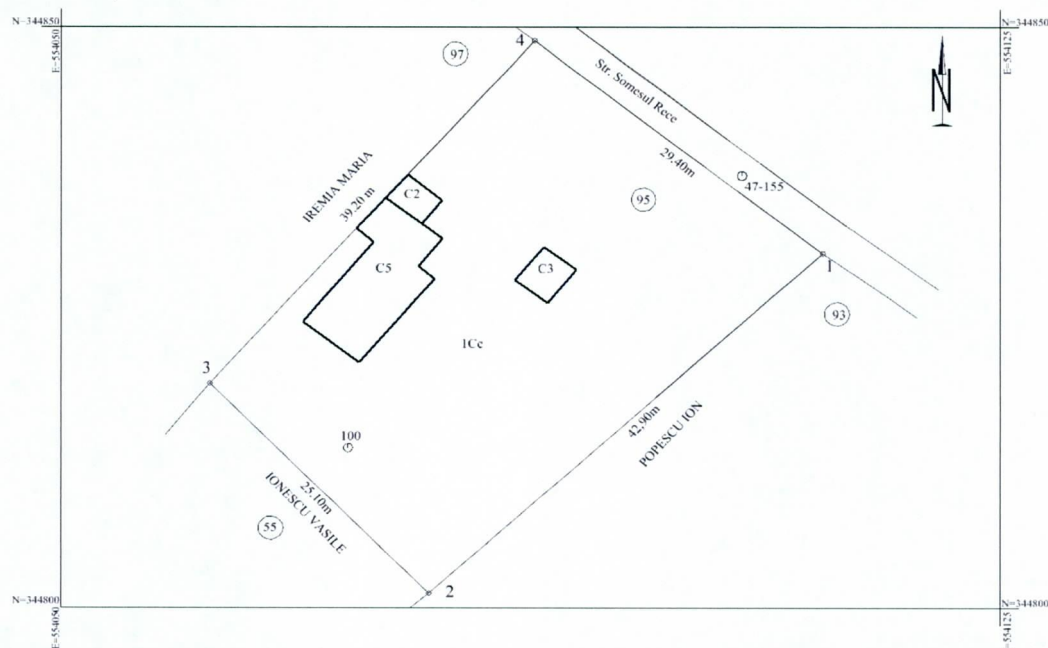 N=344850
N=344850
E=554050
E=554125
4
97
Str. Somesul Rece
N
29,40m
47-155
IREMIA MARIA
39.20 m
C2
95
C5
C3
1
93
1Cc
3
42,90m
POPESCU ION
100
25,10m
IONESCU VASILE
55
2
N=344800
N=344800
E=554050
E=554125